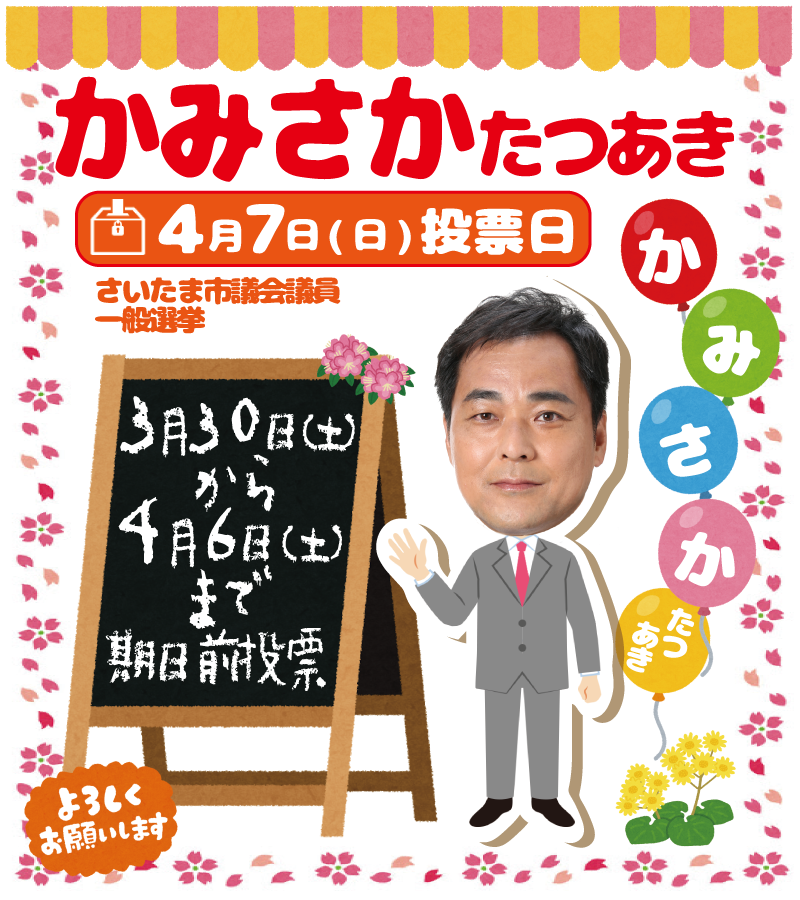 かみさかたつあき
4月7日(日)投票日
さいたま市議会議員
一般選挙
3月30日(土)
から
4月6日(土)
まで
期日前投票
か
み
さ
か
たつ
あき
よろしく
お願いします